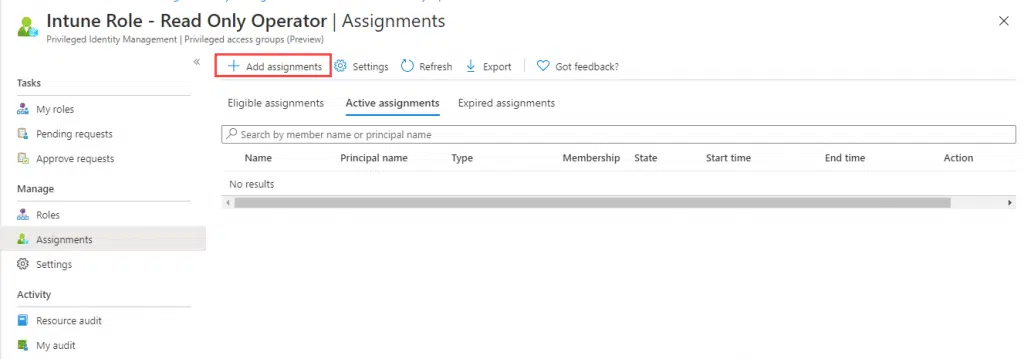 Intune Role - Read Only Operator | Assignments
Privileged Identity Management | Privileged access groups (Preview)
«
Tasks
My roles
Pending requests
Approve requests
Manage
Roles
Assignments
Settings
Activity
Resource audit
My audit
Add assignments Settings Refresh Export Got feedback?
Eligible assignments Active assignments Expired assignments
Search by member name or principal name
Name Principal name Type Membership State Start time End time Action
No results